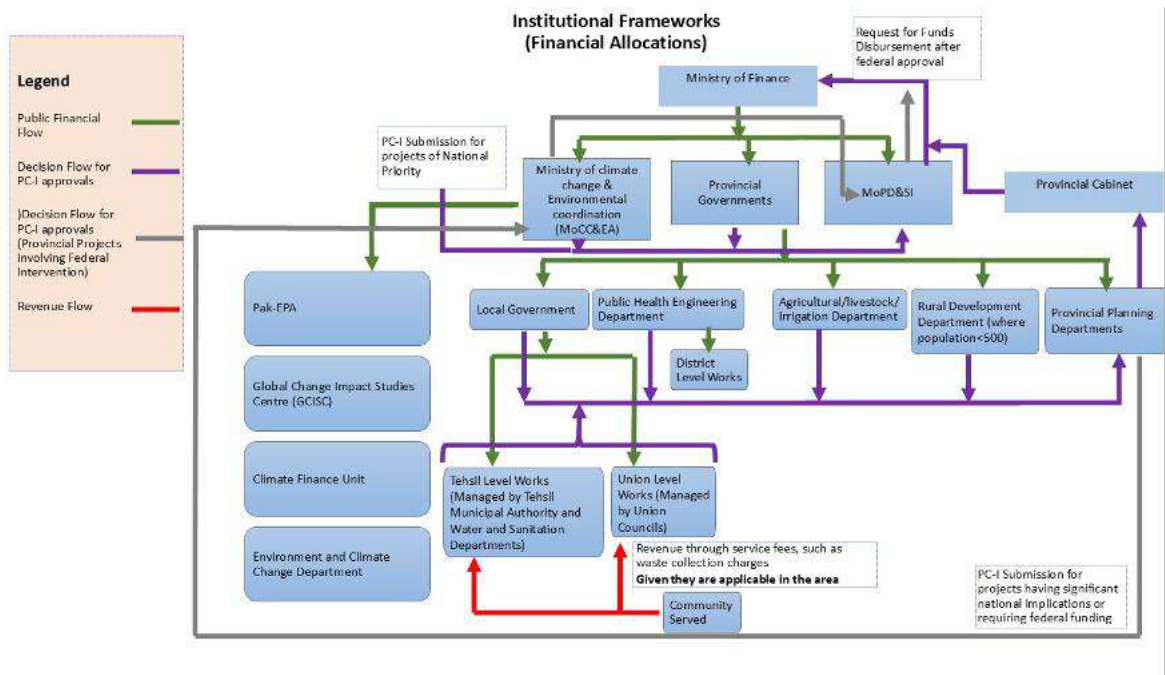 Institutional Frameworks
(Financial Allocations)
Legend
Public Financial
Flow
Decision Flow for
PC-I approvals
)Decision Flow for
PC-I approvals
(Provincial Projects
Involving Federal
Intervention)
Revenue Flow
Request for Funds
Disbursement after
federal approval
Ministry of Finance
PC-I Submission for
projects of National
Priority
Ministry of climate
change &
Environmental
coordination
(MoCC&EA)
Provincial
Governments
MoPD&SI
Provincial Cabinet
Pak-EPA
Local Government
Public Health Engineering
Department
Agricultural/livestock/
Irrigation Department
Rural Development
Department (where
population<500)
Provincial Planning
Departments
District
Level Works
Global Change Impact Studies
Centre (GCISC)
Climate Finance Unit
Tehsil Level Works
(Managed by Tehsil
Municipal Authority and
Water and Sanitation
Departments)
Union Level
Works (Managed
by Union
Councils)
Environment and Climate
Change Department
Revenue through service fees, such as
waste collection charges
Given they are applicable in the area
Community
Served
PC-I Submission for
projects having significant
national implications or
requiring federal funding